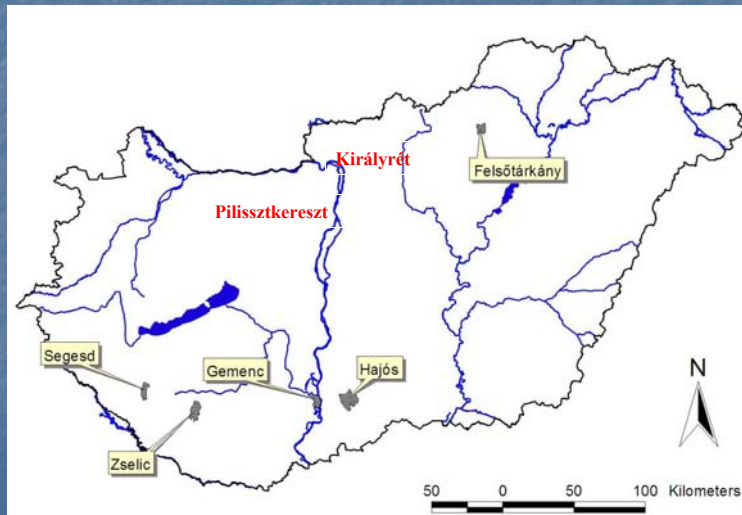 Királyrét
Felsőtárkány
Pilissztkereszt
Segesd
Gemenc
Hajós
Zselic
N
50 0 50 100 Kilometers